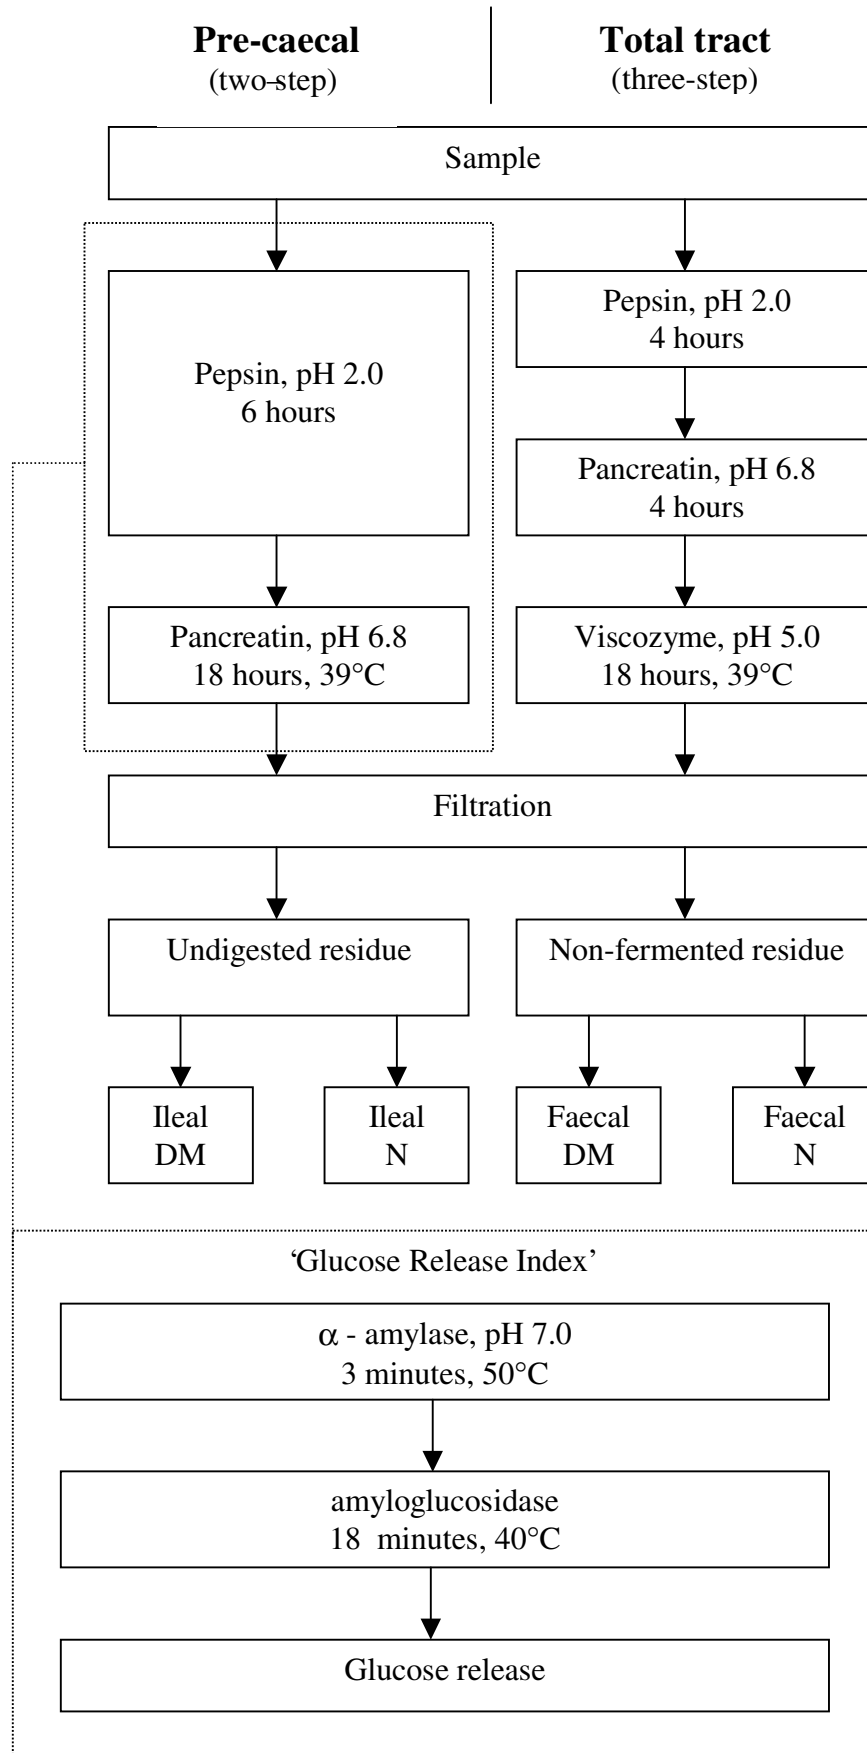 Pre-caecal
(two-step)
Total tract
(three-step)
Sample
Pepsin, pH 2.0
6 hours
Pancreatin, pH 6.8
18 hours, 39°C
Pepsin, pH 2.0
4 hours
Pancreatin, pH 6.8
4 hours
Viscozyme, pH 5.0
18 hours, 39°C
Filtration
Undigested residue
Non-fermented residue
Ileal
DM
Ileal
N
Faecal
DM
Faecal
N
‘Glucose Release Index’
α - amylase, pH 7.0
3 minutes, 50°C
amyloglucosidase
18 minutes, 40°C
Glucose release